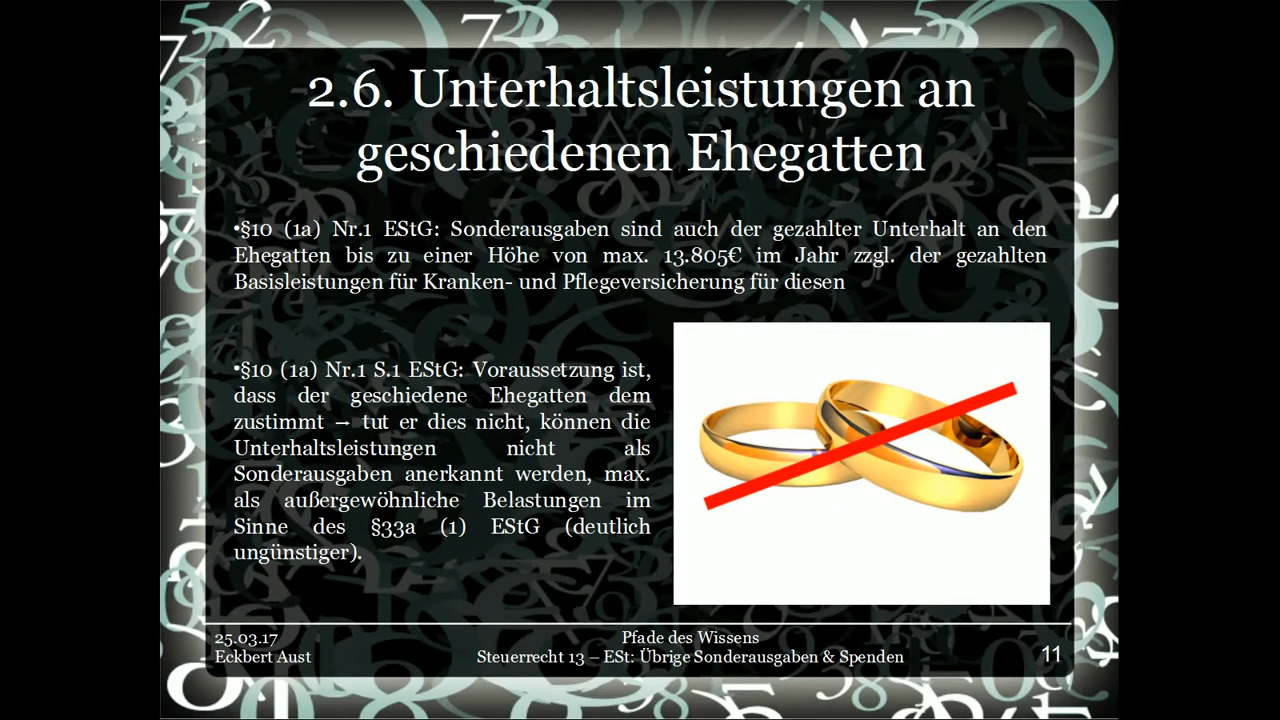 2.6. Unterhaltsleistungen an
geschiedenen Ehegatten
•§10 (1a) Nr.1 EStG: Sonderausgaben sind auch der gezahlter Unterhalt an den
Ehegatten bis zu einer Höhe von max. 13.805€ im Jahr zzgl. der gezahlten
Basisleistungen für Kranken- und Pflegeversicherung für diesen
•§10 (1a) Nr.1 S.1 EStG: Voraussetzung ist,
dass der geschiedene Ehegatten dem
zustimmt → tut er dies nicht, können die
Unterhaltsleistungen nicht als
Sonderausgaben anerkannt werden, max.
als außergewöhnliche Belastungen im
Sinne des §33a (1) EStG (deutlich
ungünstiger).
25.03.17
Eckbert Aust
Pfade des Wissens
Steuerrecht 13 – ESt: Übrige Sonderausgaben & Spenden
11